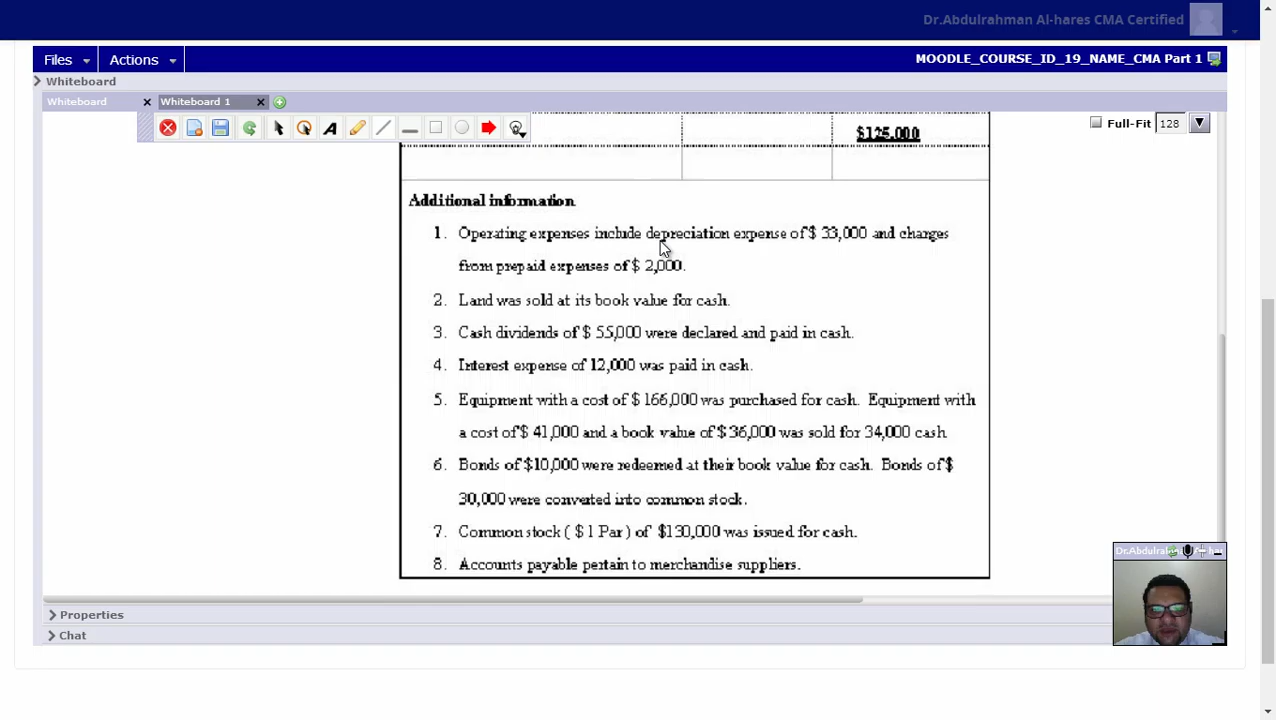 Dr.Abdulrahman Al-hares CMA Certified
Files Actions MOODLE_COURSE_ID_19_NAME_CMA Part 1
Whiteboard
Whiteboard Whiteboard 1
Full-Fit 128
$125,000
Additional information
1. Operating expenses include depreciation expense of $ 33,000 and charges
from prepaid expenses of $ 2,000.
2. Land was sold at its book value for cash.
3. Cash dividends of $ 55,000 were declared and paid in cash.
4. Interest expense of 12,000 was paid in cash.
5. Equipment with a cost of $ 166,000 was purchased for cash. Equipment with
a cost of $ 41,000 and a book value of $ 36,000 was sold for 34,000 cash
6. Bonds of $10,000 were redeemed at their book value for cash. Bonds of $
30,000 were converted into common stock.
7. Common stock ( $ 1 Par ) of $130,000 was issued for cash.
8. Accounts payable pertain to merchandise suppliers.
Properties
Chat